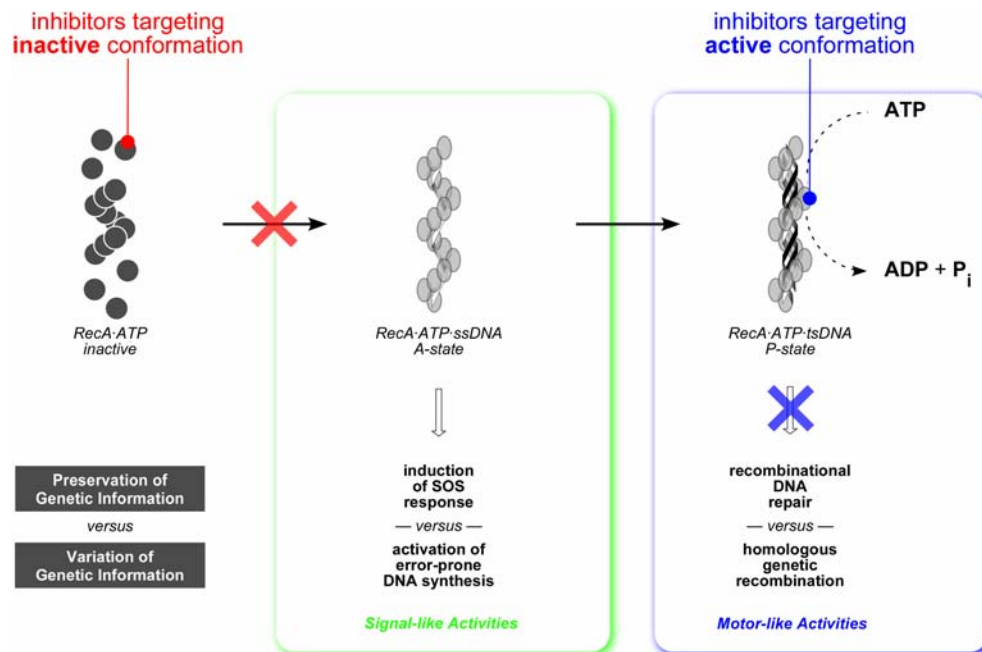 inhibitors targeting
inactive conformation
inhibitors targeting
active conformation
ATP
ADP + Pi
RecA·ATP
inactive
RecA·ATP·ssDNA
A-state
RecA·ATP·tsDNA
P-state
Preservation of
Genetic Information
versus
Variation of
Genetic Information
induction
of SOS
response
— versus —
activation of
error-prone
DNA synthesis
Signal-like Activities
recombinational
DNA
repair
— versus —
homologous
genetic
recombination
Motor-like Activities